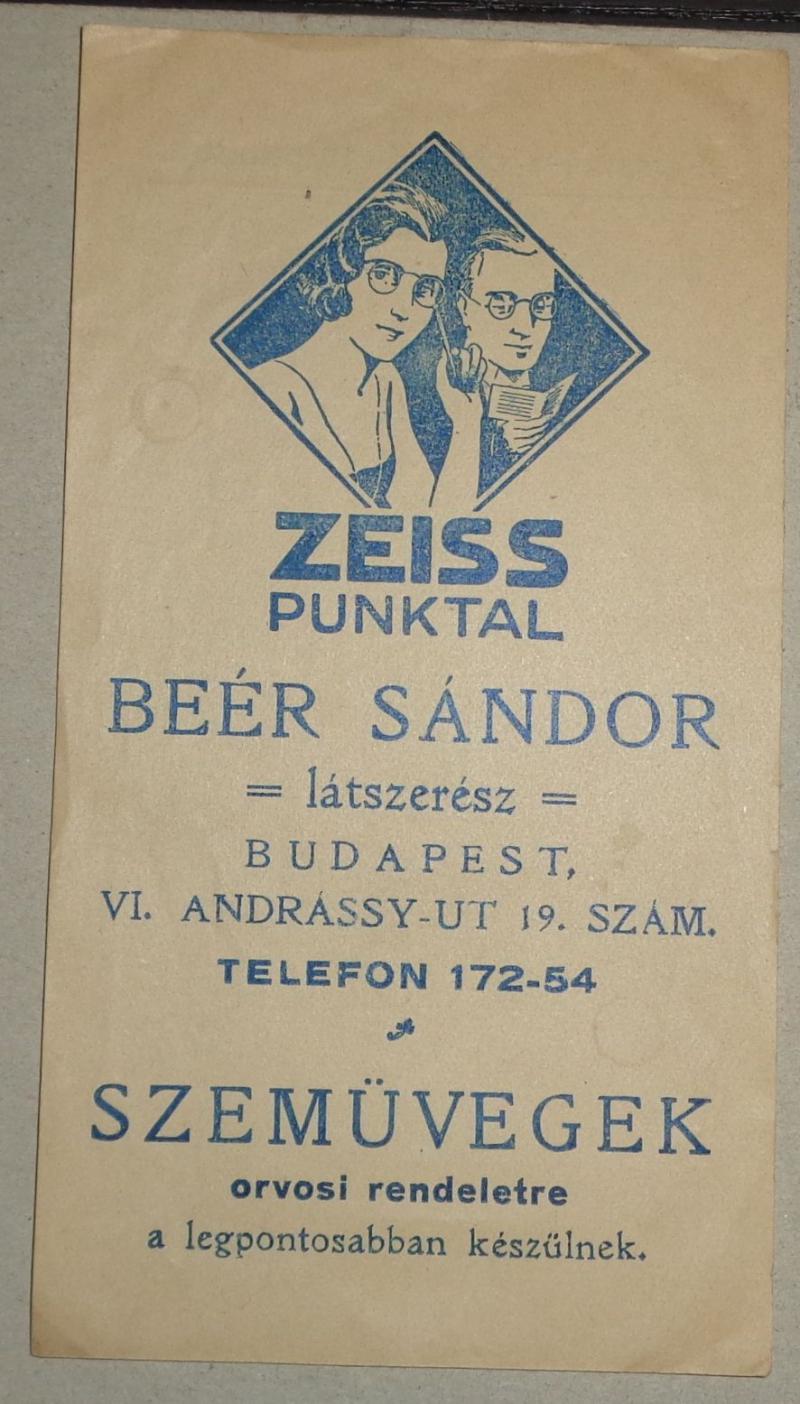 ZEISS
PUNKTAL
BEÉR SÁNDOR
= látszerész =
BUDAPEST,
VI. ANDRÁSSY-UT 19. SZÁM.
TELEFON 172-54
SZEMÜVEGEK
orvosi rendeletre
a legpontosabban készülnek.